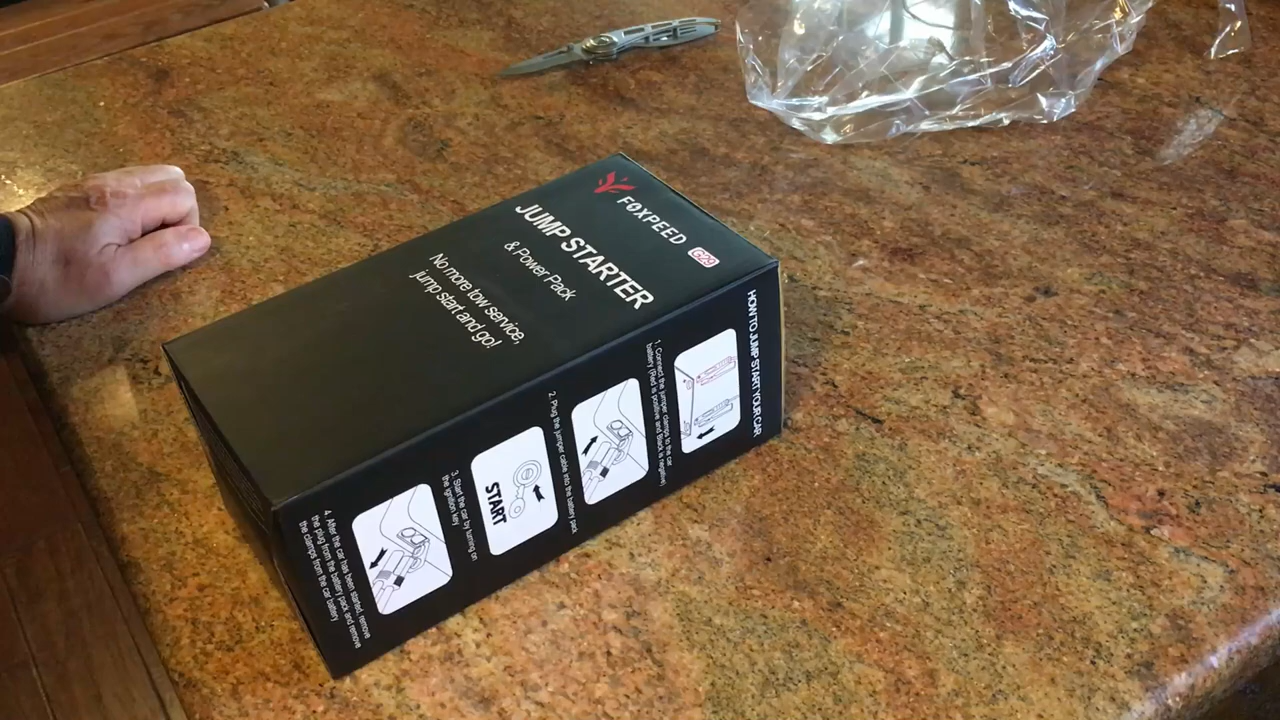 FOXPEED G29
JUMP STARTER
& Power Pack
No more tow service,
jump start and go!
HOW TO JUMP START YOUR CAR
1. Connect the jumper clamps to the car
battery (Red is positive and Black is negative)
2. Plug the jumper cable into the battery pack
START
3. Start the car by turning on
the ignition key
4. After the car has been started, remove
the plug from the battery pack and remove
the clamps from the car battery